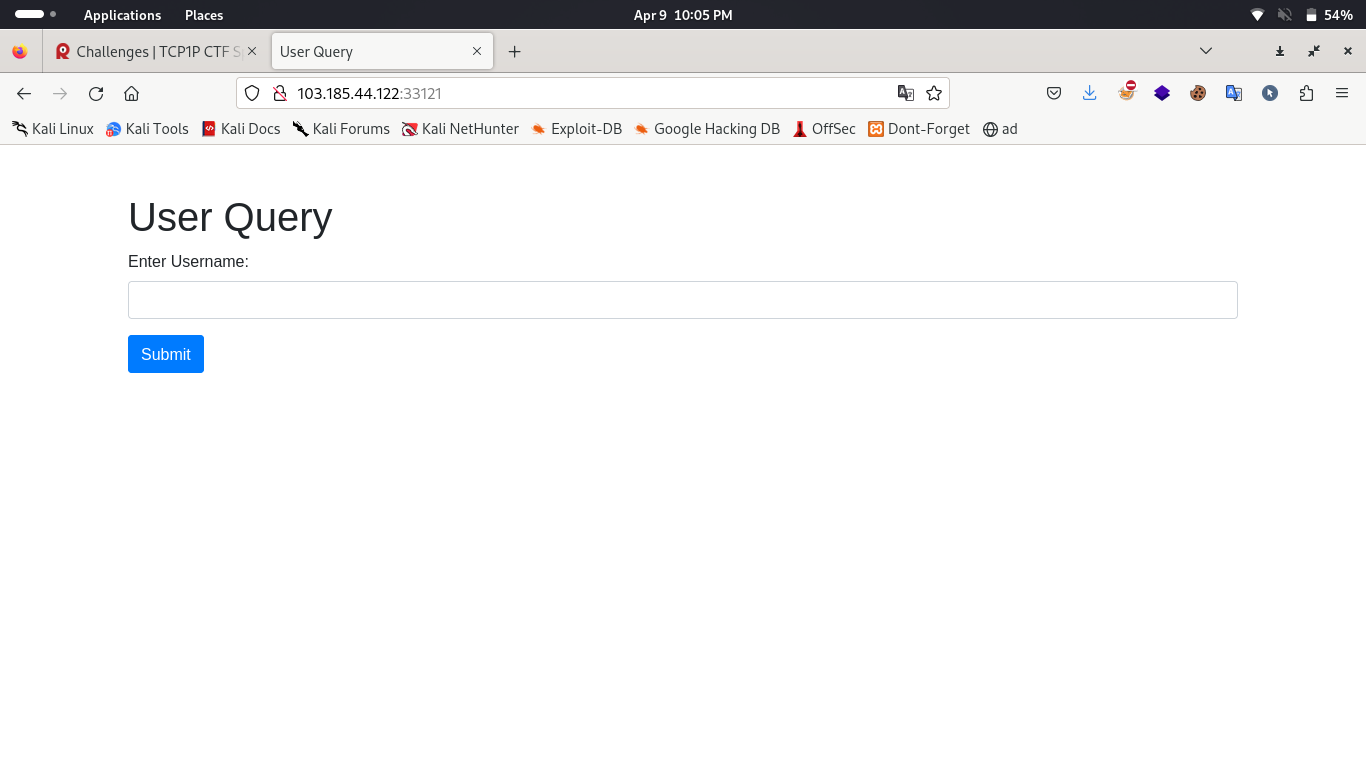 Applications Places Apr 9 10:05 PM 54%
Challenges | TCP1P CTF S User Query
103.185.44.122:33121
Kali Linux Kali Tools Kali Docs Kali Forums Kali NetHunter Exploit-DB Google Hacking DB OffSec Dont-Forget ad
User Query
Enter Username:
Submit